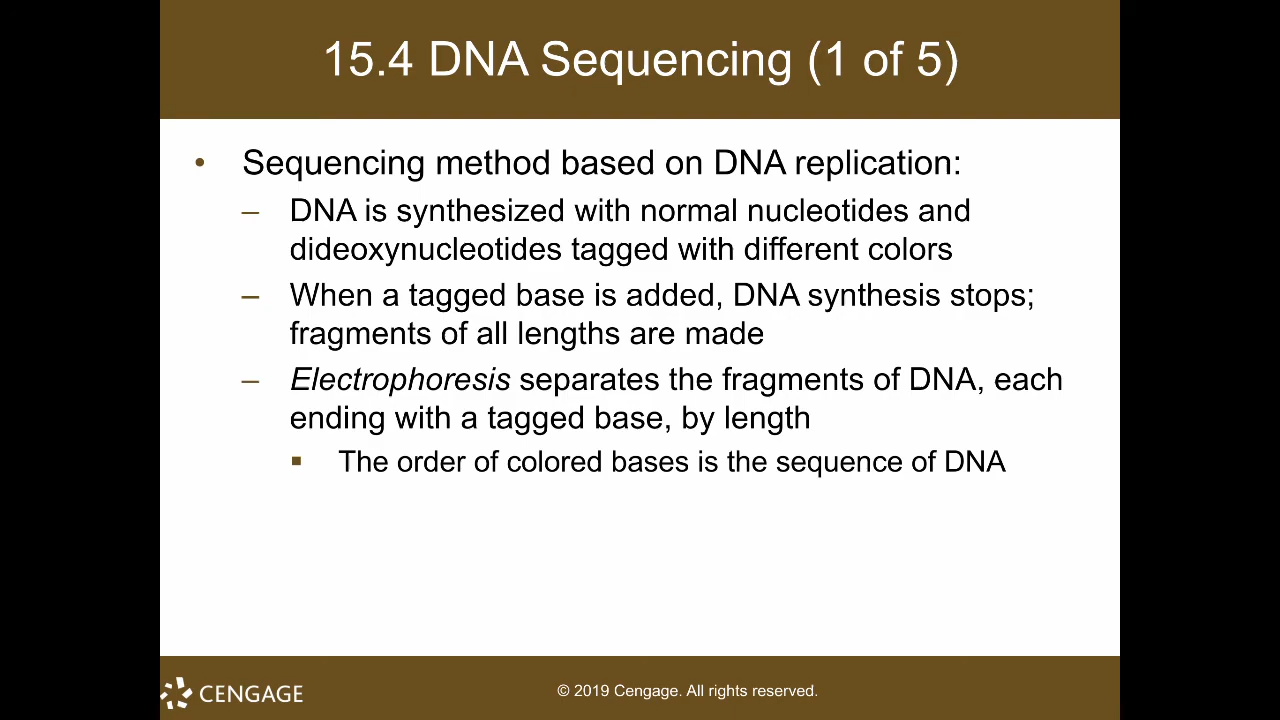 15.4 DNA Sequencing (1 of 5)
• Sequencing method based on DNA replication:
– DNA is synthesized with normal nucleotides and
dideoxynucleotides tagged with different colors
– When a tagged base is added, DNA synthesis stops;
fragments of all lengths are made
– Electrophoresis separates the fragments of DNA, each
ending with a tagged base, by length
▪ The order of colored bases is the sequence of DNA
CENGAGE
© 2019 Cengage. All rights reserved.